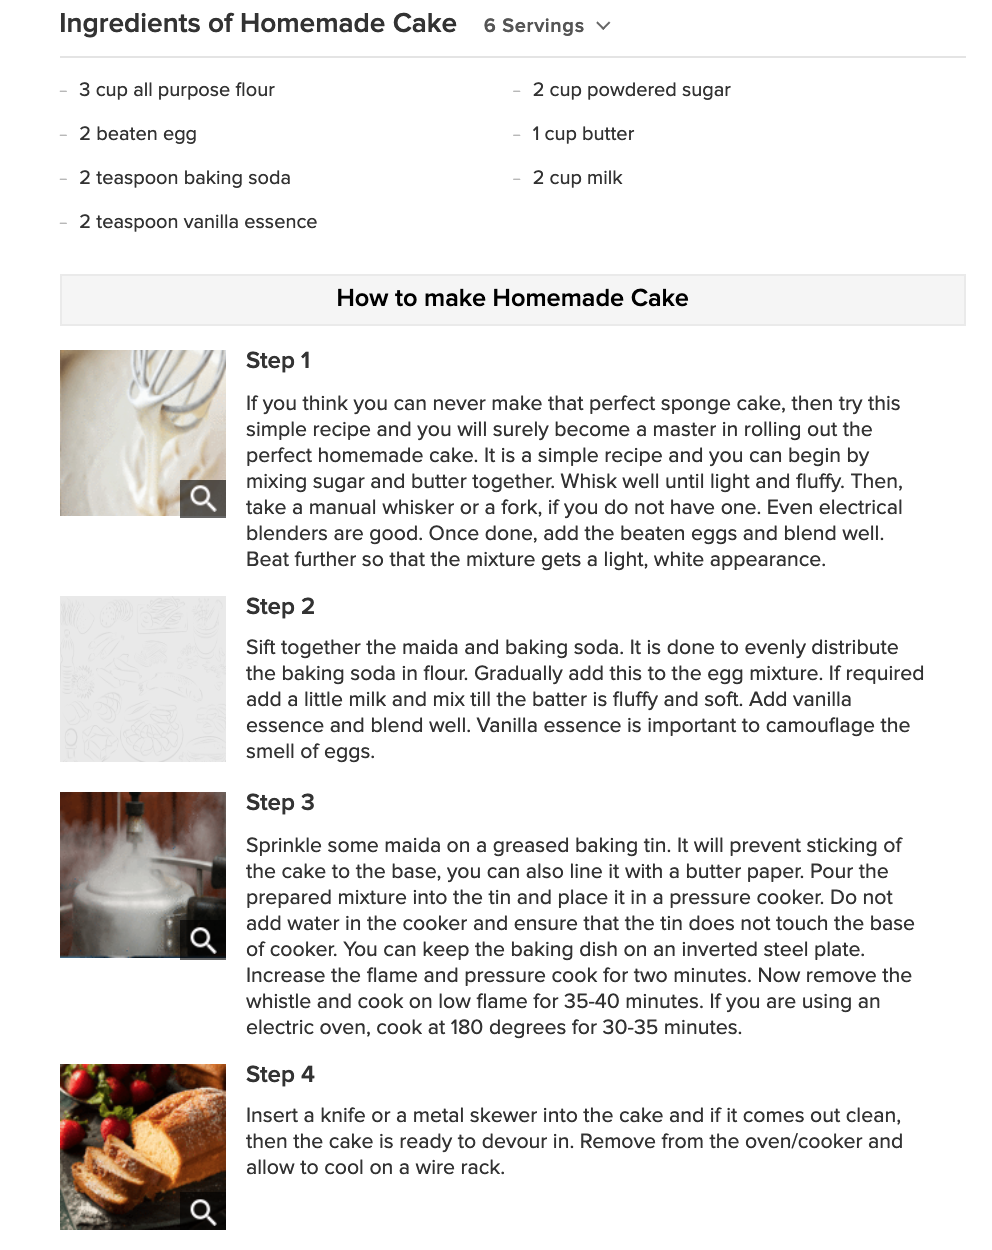 Ingredients of Homemade Cake 6 Servings
– 3 cup all purpose flour
– 2 cup powdered sugar
– 2 beaten egg
– 1 cup butter
– 2 teaspoon baking soda
– 2 cup milk
– 2 teaspoon vanilla essence
How to make Homemade Cake
Step 1
If you think you can never make that perfect sponge cake, then try this
simple recipe and you will surely become a master in rolling out the
perfect homemade cake. It is a simple recipe and you can begin by
mixing sugar and butter together. Whisk well until light and fluffy. Then,
take a manual whisker or a fork, if you do not have one. Even electrical
blenders are good. Once done, add the beaten eggs and blend well.
Beat further so that the mixture gets a light, white appearance.
Step 2
Sift together the maida and baking soda. It is done to evenly distribute
the baking soda in flour. Gradually add this to the egg mixture. If required
add a little milk and mix till the batter is fluffy and soft. Add vanilla
essence and blend well. Vanilla essence is important to camouflage the
smell of eggs.
Step 3
Sprinkle some maida on a greased baking tin. It will prevent sticking of
the cake to the base, you can also line it with a butter paper. Pour the
prepared mixture into the tin and place it in a pressure cooker. Do not
add water in the cooker and ensure that the tin does not touch the base
of cooker. You can keep the baking dish on an inverted steel plate.
Increase the flame and pressure cook for two minutes. Now remove the
whistle and cook on low flame for 35-40 minutes. If you are using an
electric oven, cook at 180 degrees for 30-35 minutes.
Step 4
Insert a knife or a metal skewer into the cake and if it comes out clean,
then the cake is ready to devour in. Remove from the oven/cooker and
allow to cool on a wire rack.